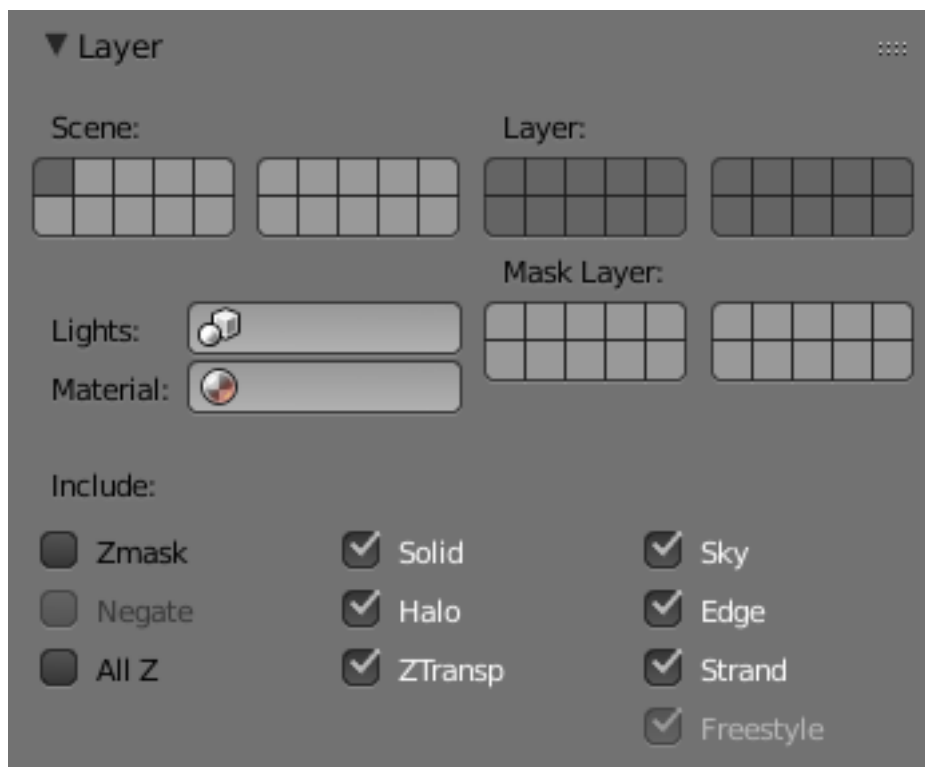 Layer
Scene:
Layer:
Mask Layer:
Lights:
Material:
Include:
Zmask
Solid
Sky
Negate
Halo
Edge
All Z
ZTransp
Strand
Freestyle